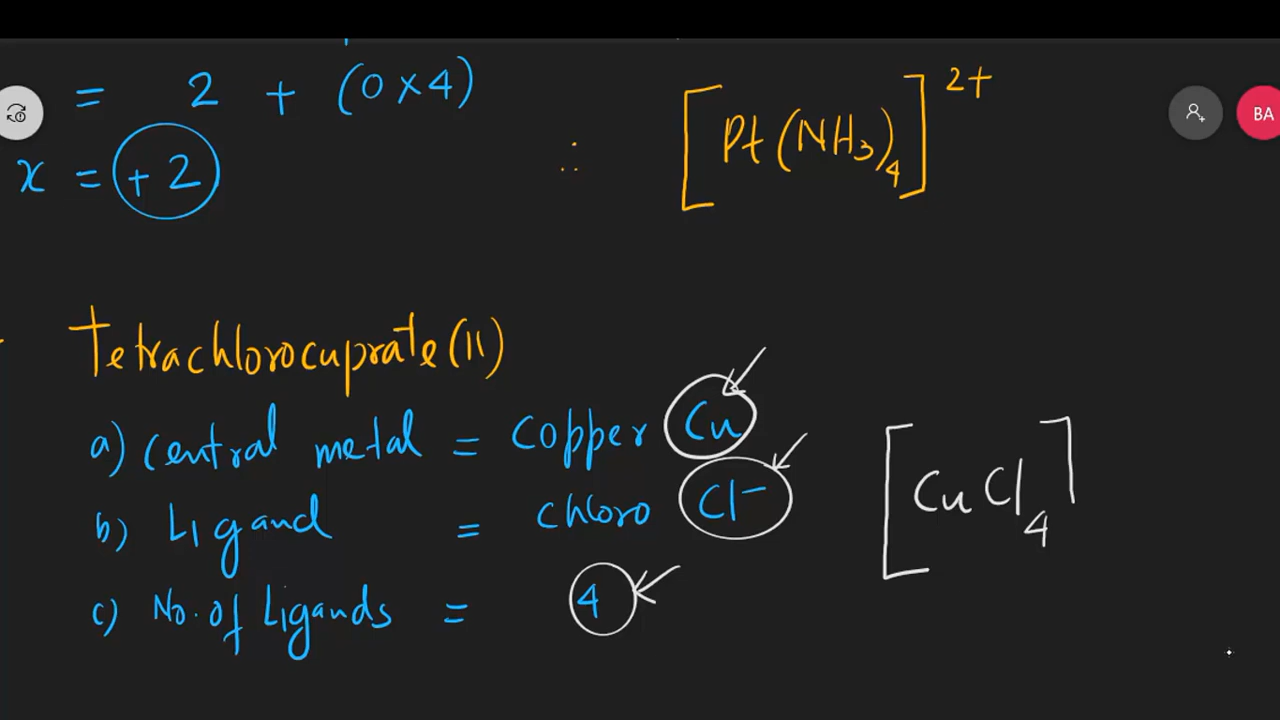 = 2 + (0×4)
x = +2
∴ [Pt(NH₃)₄]²⁺
BA
Tetrachlorocuprate(II)
a) Central metal = Copper Cu
b) Ligand = chloro Cl⁻
c) No. of Ligands = 4
[CuCl₄]